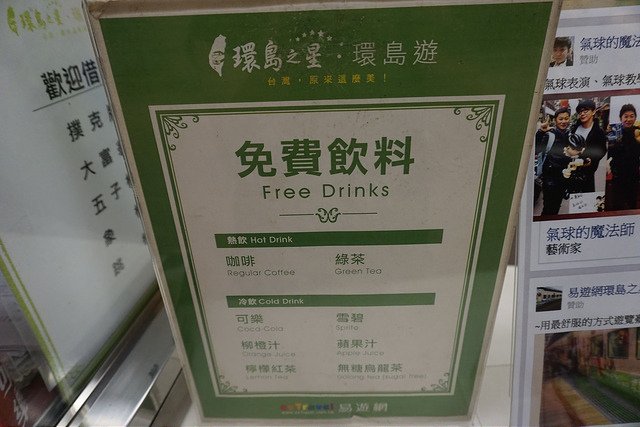 歡迎借
撲克
大富
五子
環島之星·環島遊
台灣，原來這麼美！
免費飲料
Free Drinks
熱飲 Hot Drink
咖啡 綠茶
Regular Coffee Green Tea
冷飲 Cold Drink
可樂 雪碧
Coca-Cola Sprite
柳橙汁 蘋果汁
Orange Juice Apple Juice
檸檬紅茶 無糖烏龍茶
Lemon Tea Oolong Tea (Sugar free)
易遊網
氣球的魔法
贊助
氣球表演、氣球教
氣球的魔法師
藝術家
易遊網環島之
贊助
~用最舒服的方式遊覽